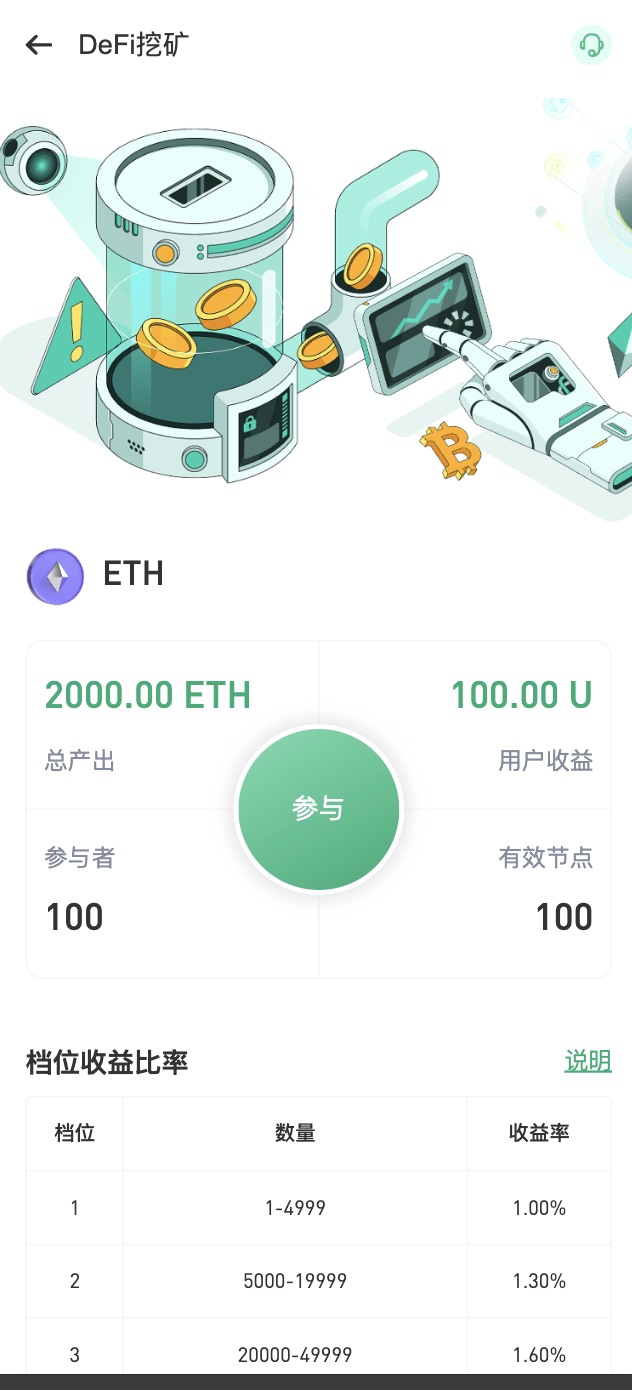 DeFi挖矿
ETH
2000.00 ETH 100.00 U
总产出 用户收益
参与
参与者 有效节点
100 100
档位收益比率 说明
档位 数量 收益率
1 1-4999 1.00%
2 5000-19999 1.30%
3 20000-49999 1.60%